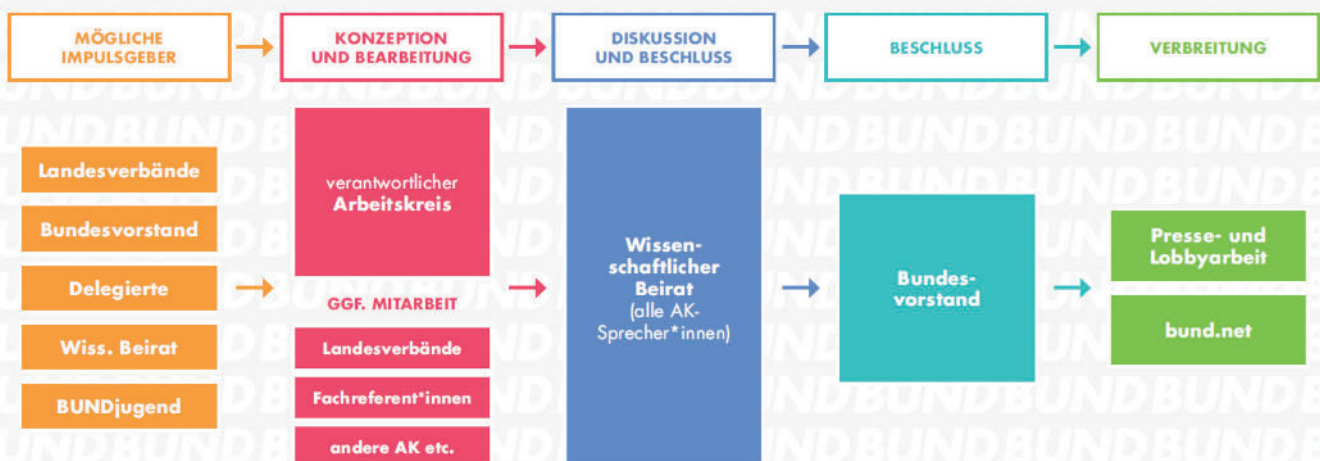 MÖGLICHE
IMPULSGEBER
KONZEPTION
UND BEARBEITUNG
DISKUSSION
UND BESCHLUSS
BESCHLUSS
VERBREITUNG
Landesverbände
Bundesvorstand
Delegierte
Wiss. Beirat
BUNDjugend
verantwortlicher
Arbeitskreis
GGF. MITARBEIT
Landesverbände
Fachreferent*innen
andere AK etc.
Wissen-
schaftlicher
Beirat
(alle AK-
Sprecher*innen)
Bundes-
vorstand
Presse- und
Lobbyarbeit
bund.net